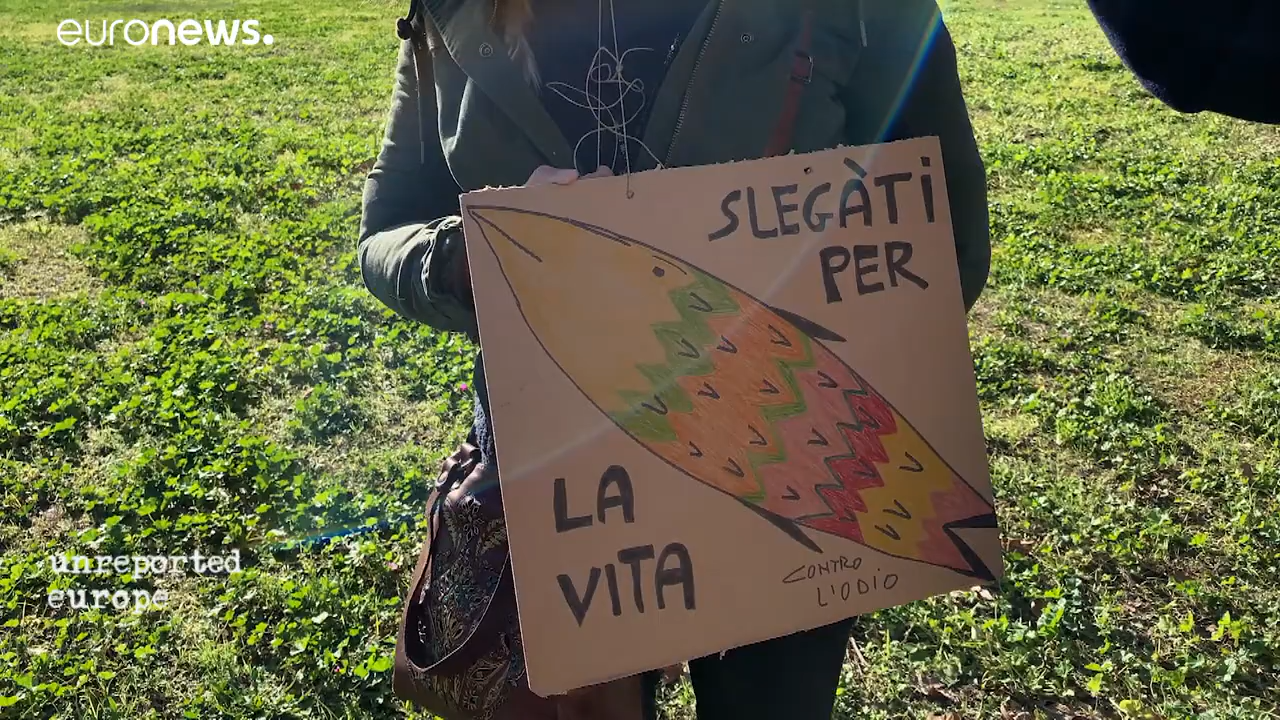 euronews.
SLEGÀTI
PER
LA
VITA
CONTRO
L'ODIO
unreported
europe